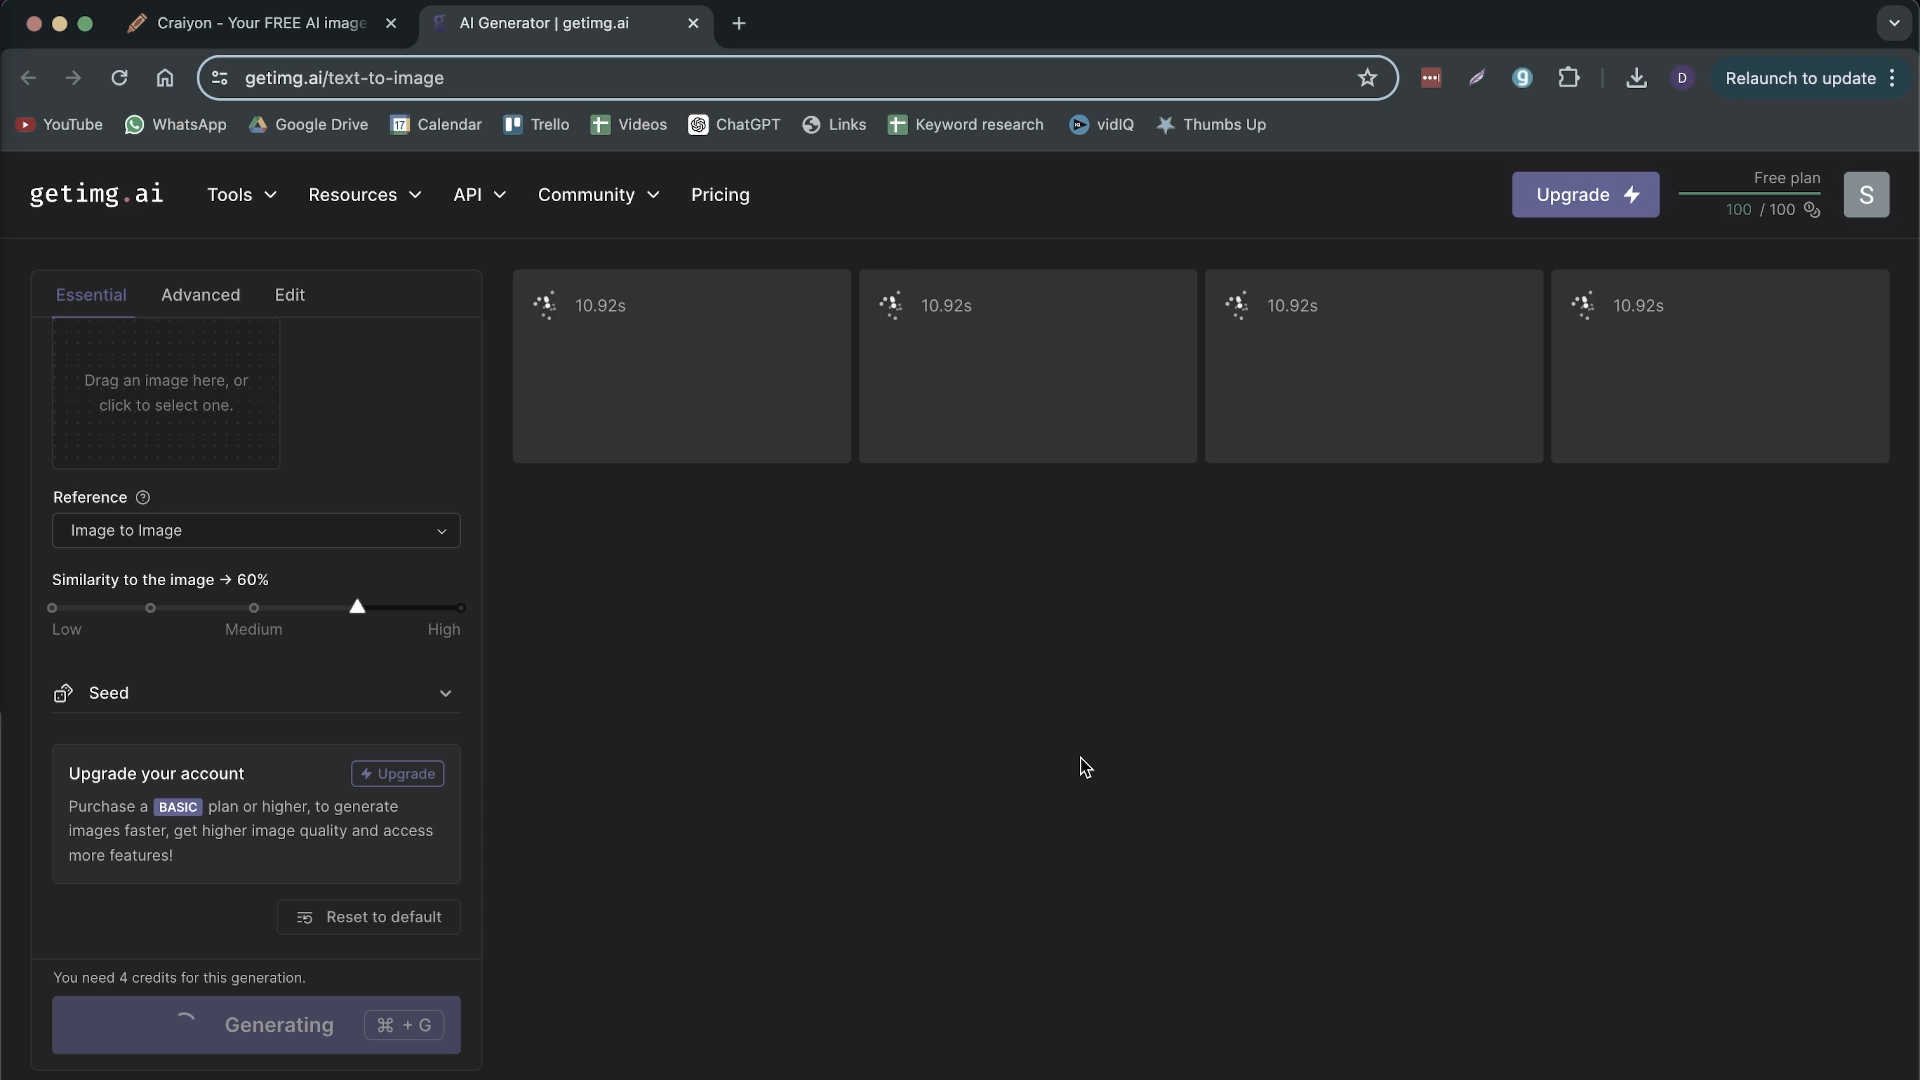 Craiyon - Your FREE AI image
AI Generator | getimg.ai
getimg.ai/text-to-image
Relaunch to update
YouTube WhatsApp Google Drive Calendar Trello Videos ChatGPT Links Keyword research vidIQ Thumbs Up
getimg.ai Tools Resources API Community Pricing
Upgrade
Free plan
100 / 100
S
Essential Advanced Edit
10.92s 10.92s 10.92s 10.92s
Drag an image here, or
click to select one.
Reference
Image to Image
Similarity to the image → 60%
Low Medium High
Seed
Upgrade your account
Upgrade
Purchase a BASIC plan or higher, to generate
images faster, get higher image quality and access
more features!
Reset to default
You need 4 credits for this generation.
Generating ⌘ + G